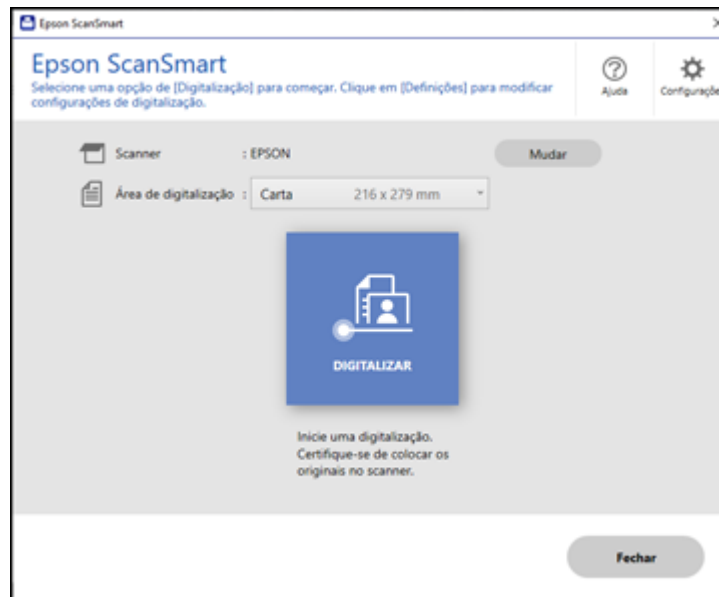 Epson ScanSmart
Epson ScanSmart
Selecione uma opção de [Digitalização] para começar. Clique em [Definições] para modificar
configurações de digitalização.
Ajuda
Configuraçõe
Scanner : EPSON
Mudar
Área de digitalização : Carta 216 x 279 mm
DIGITALIZAR
Inicie uma digitalização.
Certifique-se de colocar os
originais no scanner.
Fechar